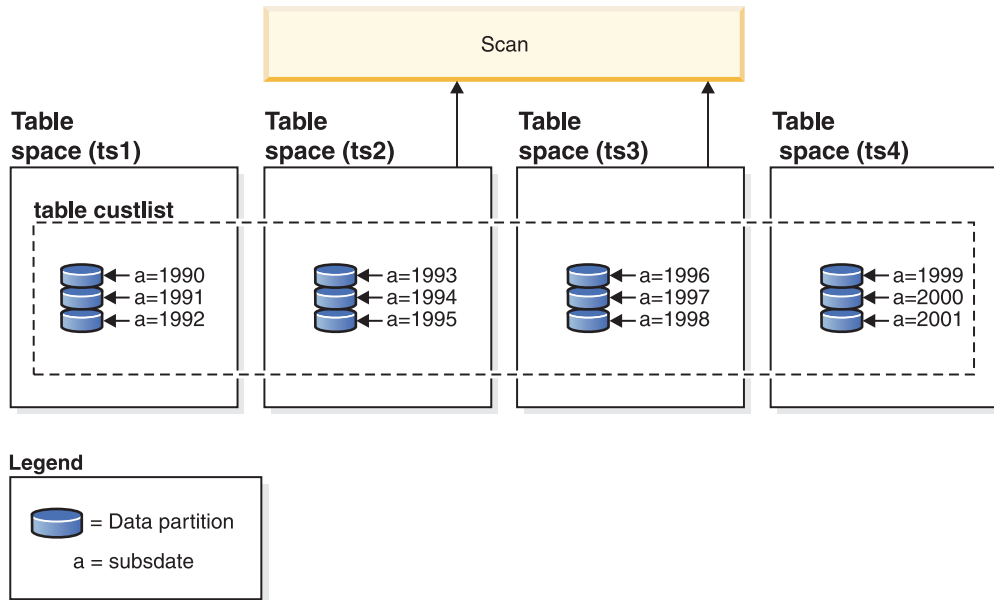 Scan
Table
space (ts1)
Table
space (ts2)
Table
space (ts3)
Table
space (ts4)
table custlist
a=1990
a=1991
a=1992
a=1993
a=1994
a=1995
a=1996
a=1997
a=1998
a=1999
a=2000
a=2001
Legend
= Data partition
a = subsdate